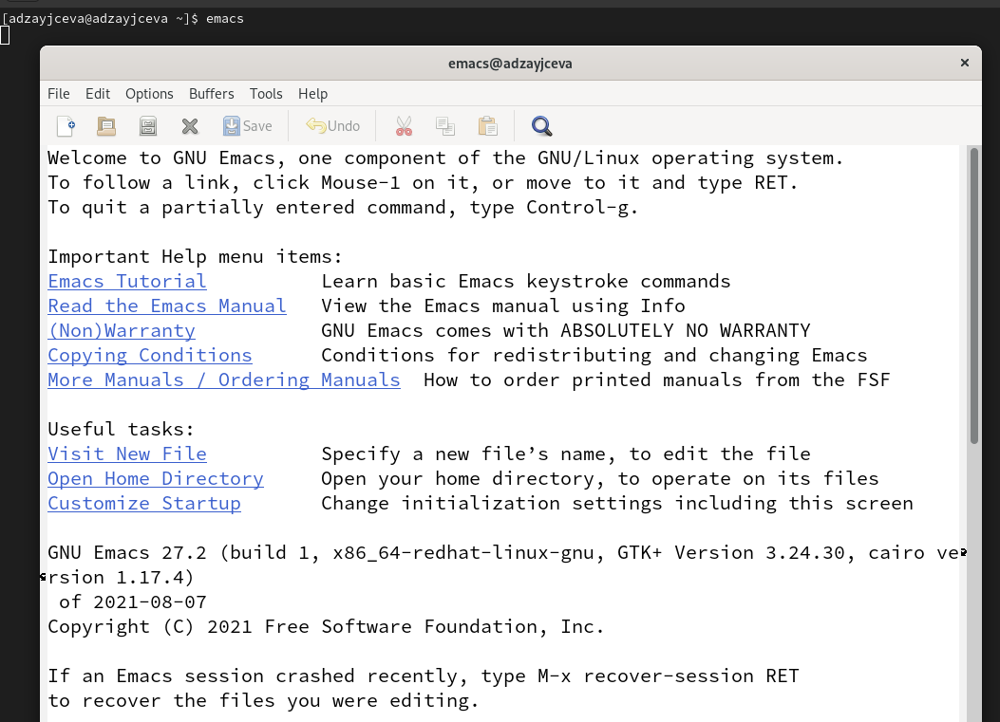 [adzayjceva@adzayjceva ~]$ emacs
emacs@adzayjceva
File Edit Options Buffers Tools Help
Save Undo
Welcome to GNU Emacs, one component of the GNU/Linux operating system.
To follow a link, click Mouse-1 on it, or move to it and type RET.
To quit a partially entered command, type Control-g.
Important Help menu items:
Emacs Tutorial Learn basic Emacs keystroke commands
Read the Emacs Manual View the Emacs manual using Info
(Non)Warranty GNU Emacs comes with ABSOLUTELY NO WARRANTY
Copying Conditions Conditions for redistributing and changing Emacs
More Manuals / Ordering Manuals How to order printed manuals from the FSF
Useful tasks:
Visit New File Specify a new file’s name, to edit the file
Open Home Directory Open your home directory, to operate on its files
Customize Startup Change initialization settings including this screen
GNU Emacs 27.2 (build 1, x86_64-redhat-linux-gnu, GTK+ Version 3.24.30, cairo ve
rsion 1.17.4)
of 2021-08-07
Copyright (C) 2021 Free Software Foundation, Inc.
If an Emacs session crashed recently, type M-x recover-session RET
to recover the files you were editing.